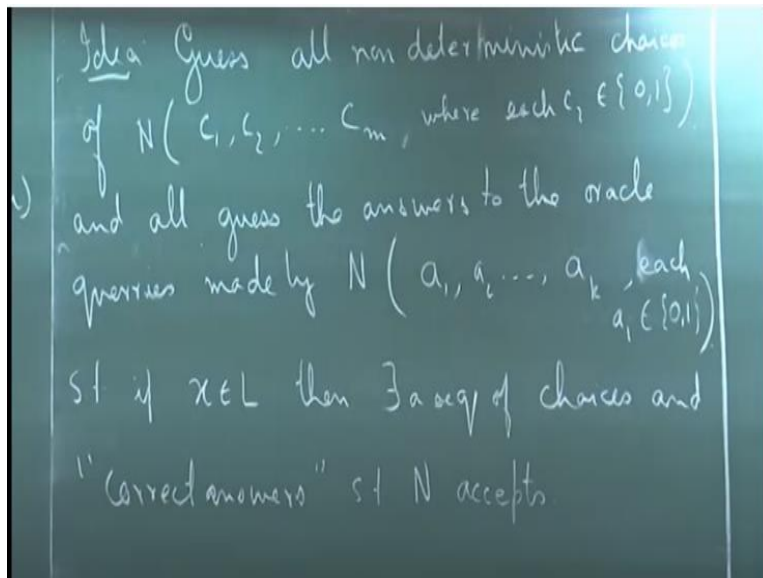 Idea Guess all non deterministic choices
of N( c₁, c₂, .... cₘ, where each cᵢ ∈ {0,1})
and all guess the answers to the oracle
querries made by N ( a₁, a₂ ..., aₖ, each
aᵢ ∈ {0,1})
st if x ∈ L then ∃ a seq of choices and
"correct answers" st N accepts.